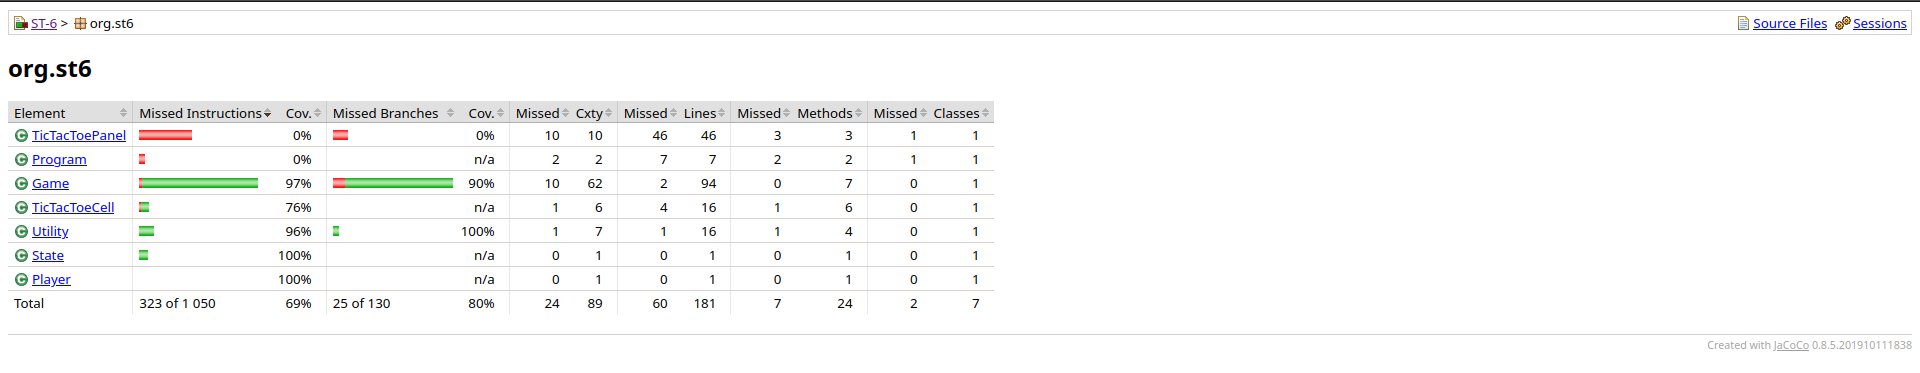 ST-6 > org.st6 Source Files Sessions
org.st6
Element Missed Instructions Cov. Missed Branches Cov. Missed Cxty Missed Lines Missed Methods Missed Classes
TicTacToePanel 0% 0% 10 10 46 46 3 3 1 1
Program 0% n/a 2 2 7 7 2 2 1 1
Game 97% 90% 10 62 2 94 0 7 0 1
TicTacToeCell 76% n/a 1 6 4 16 1 6 0 1
Utility 96% 100% 1 7 1 16 1 4 0 1
State 100% n/a 0 1 0 1 0 1 0 1
Player 100% n/a 0 1 0 1 0 1 0 1
Total 323 of 1 050 69% 25 of 130 80% 24 89 60 181 7 24 2 7
Created with JaCoCo 0.8.5.201910111838